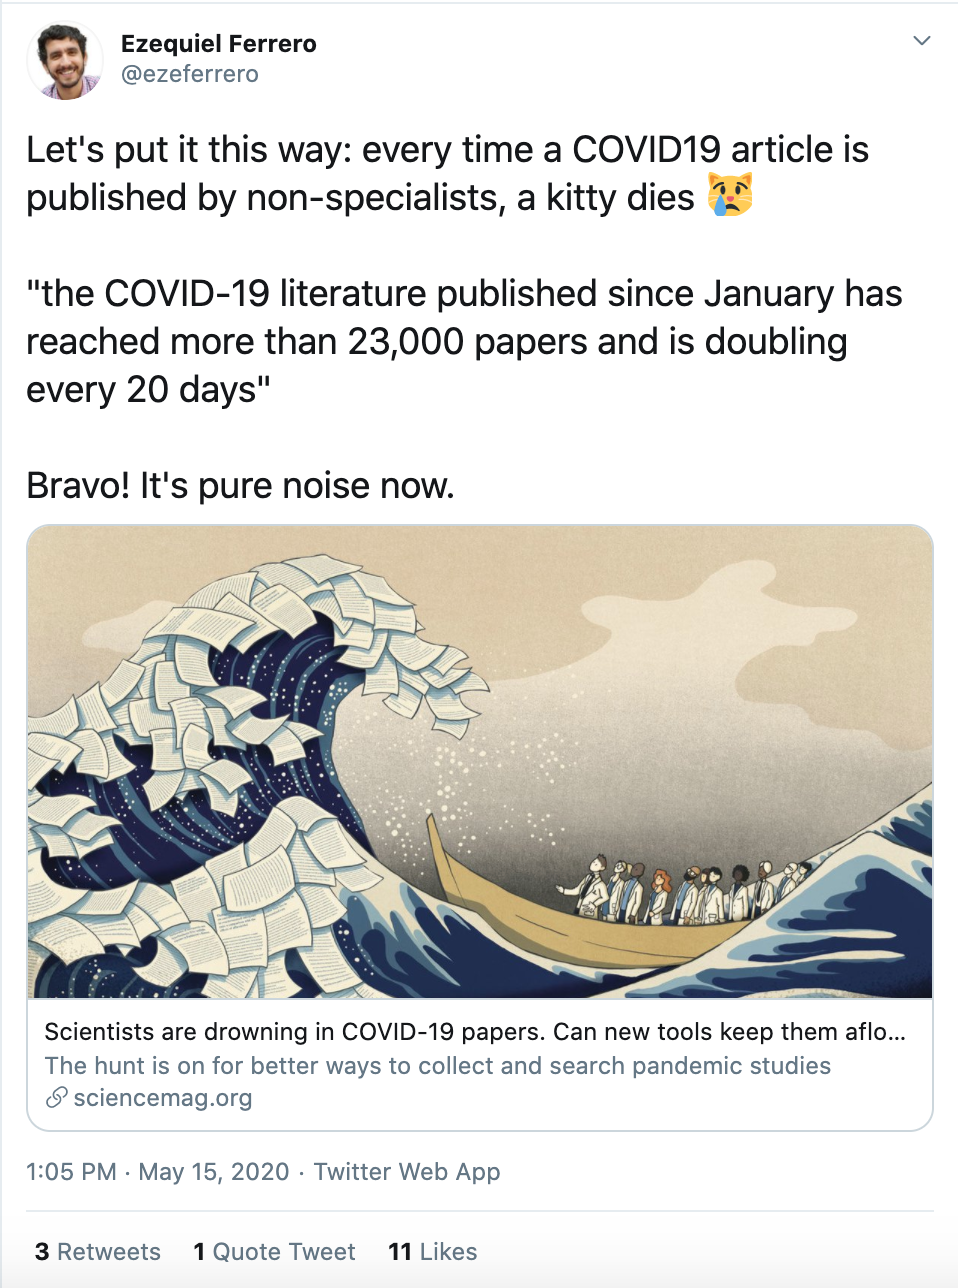 Ezequiel Ferrero
@ezeferrero
Let's put it this way: every time a COVID19 article is
published by non-specialists, a kitty dies 😿
"the COVID-19 literature published since January has
reached more than 23,000 papers and is doubling
every 20 days"
Bravo! It's pure noise now.
Scientists are drowning in COVID-19 papers. Can new tools keep them aflo...
The hunt is on for better ways to collect and search pandemic studies
sciencemag.org
1:05 PM · May 15, 2020 · Twitter Web App
3 Retweets 1 Quote Tweet 11 Likes